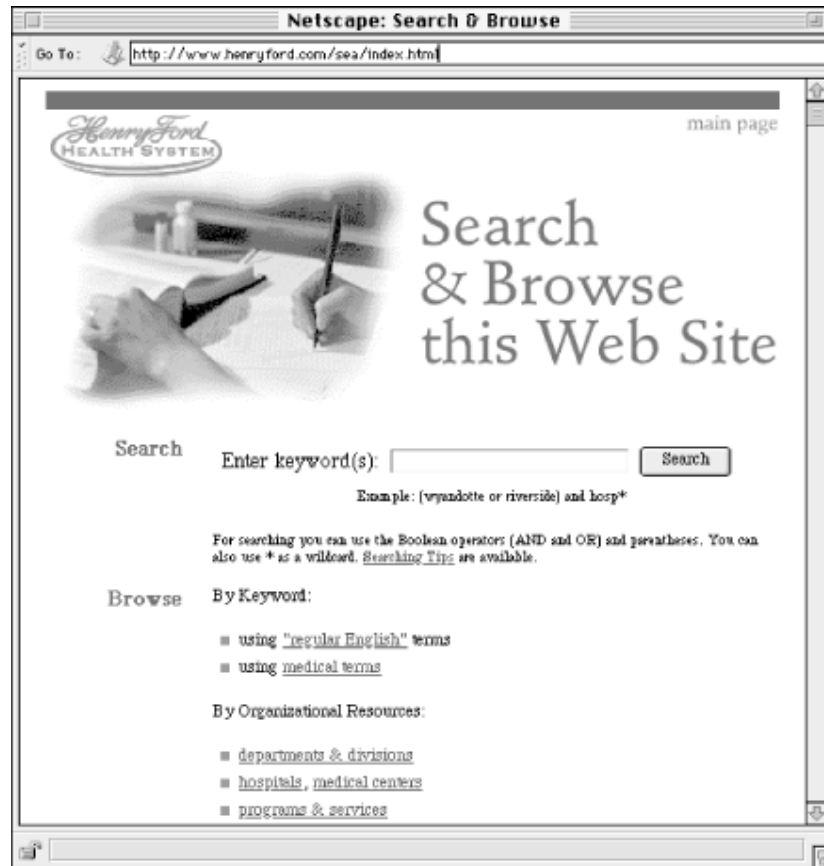 Netscape: Search & Browse
Go To: http://www.henryford.com/sea/index.html
Henry Ford
HEALTH SYSTEM
main page
Search
& Browse
this Web Site
Search
Enter keyword(s):
Search
Example: (wyandotte or riverside) and hosp*
For searching you can use the Boolean operators (AND and OR) and parentheses. You can
also use * as a wildcard. Searching Tips are available.
Browse
By Keyword:
using "regular English" terms
using medical terms
By Organizational Resources:
departments & divisions
hospitals, medical centers
programs & services